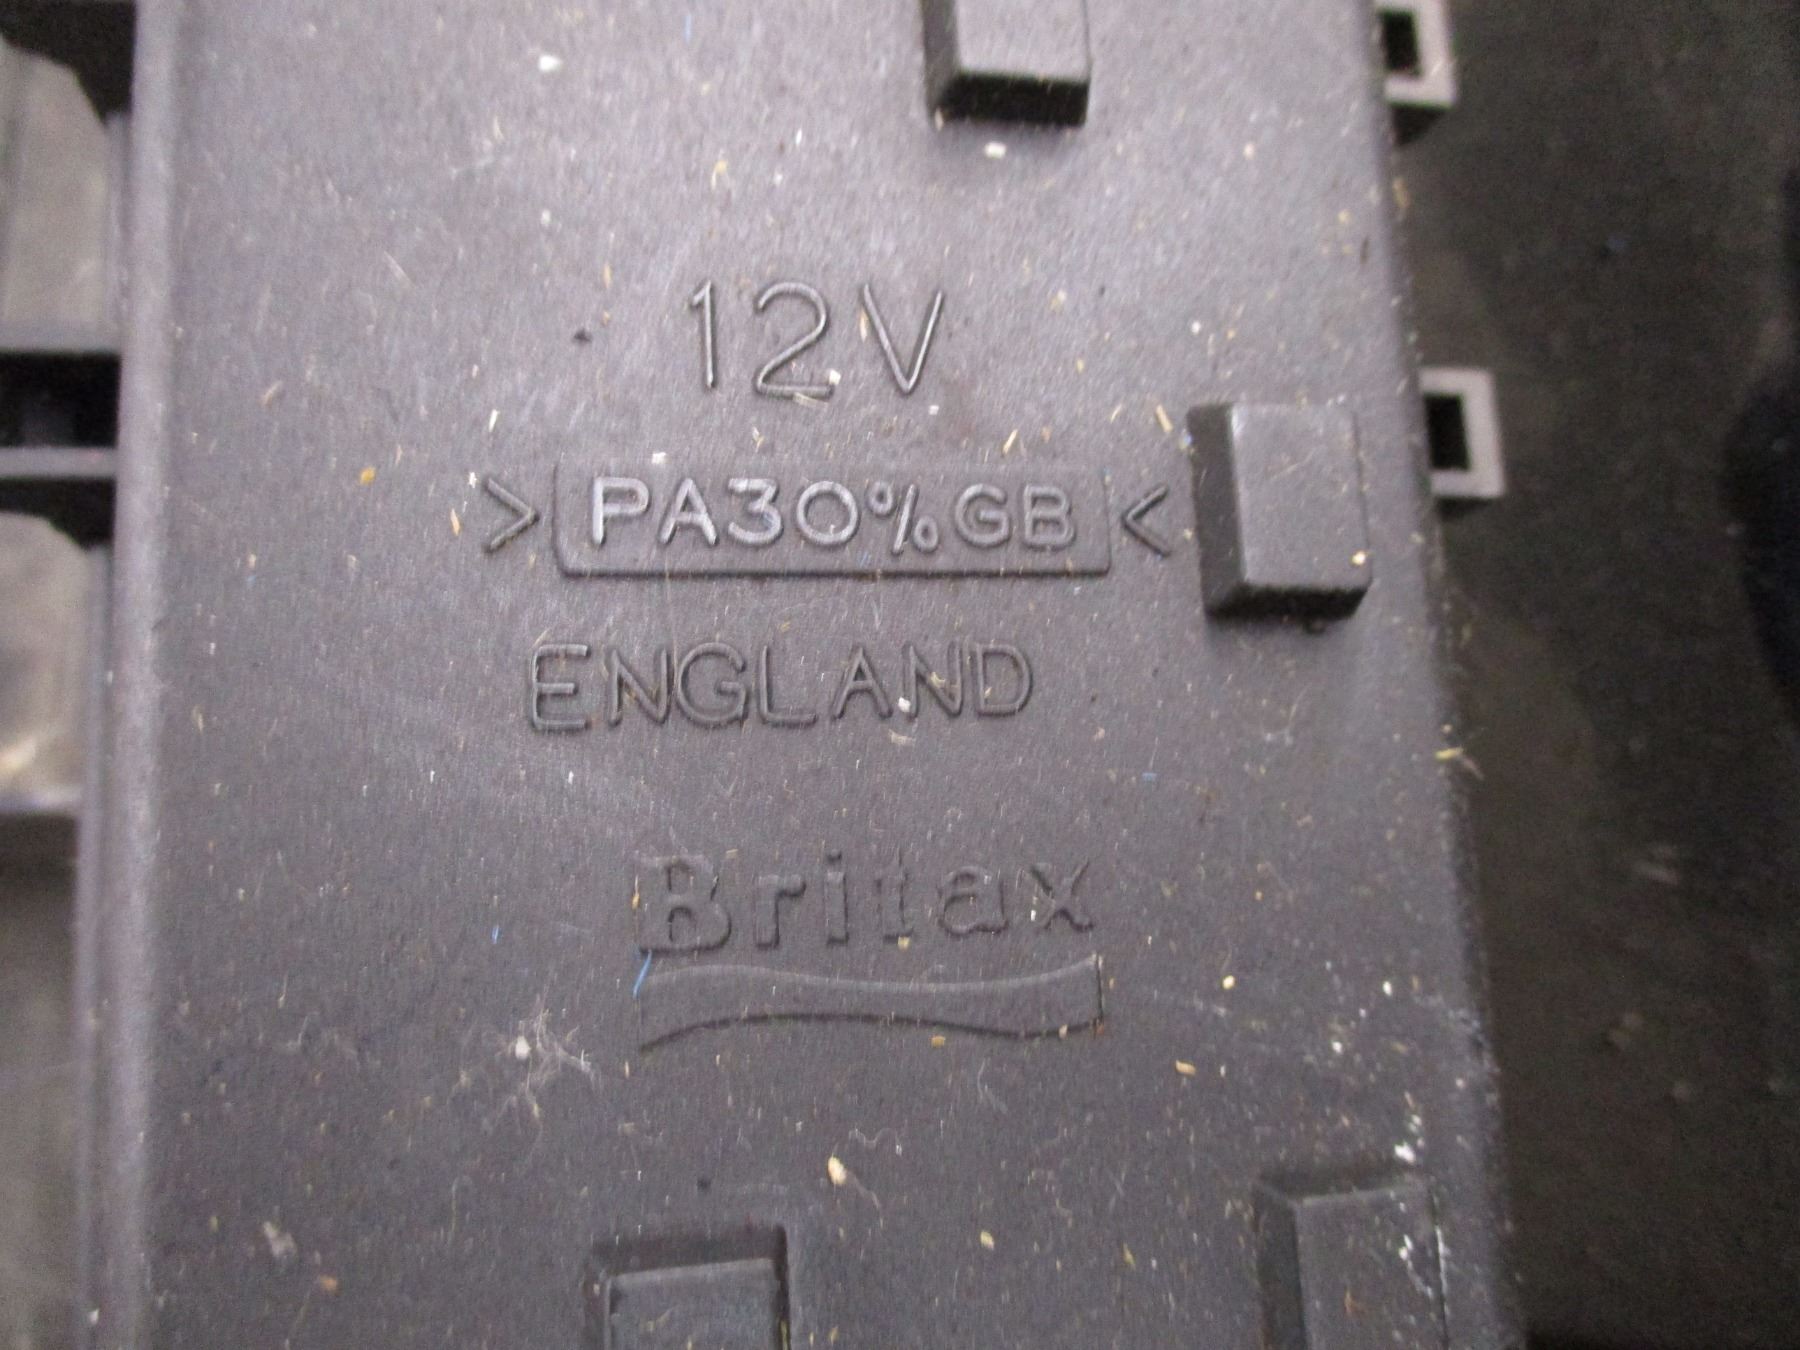 12V
>PA30%GB<
ENGLAND
Britax